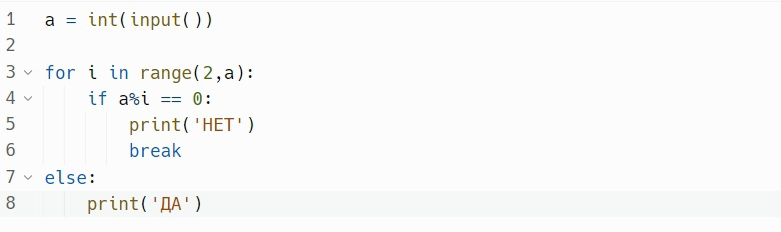 1 a = int(input())
2
3 for i in range(2,a):
4     if a%i == 0:
5         print('НЕТ')
6         break
7 else:
8     print('ДА')